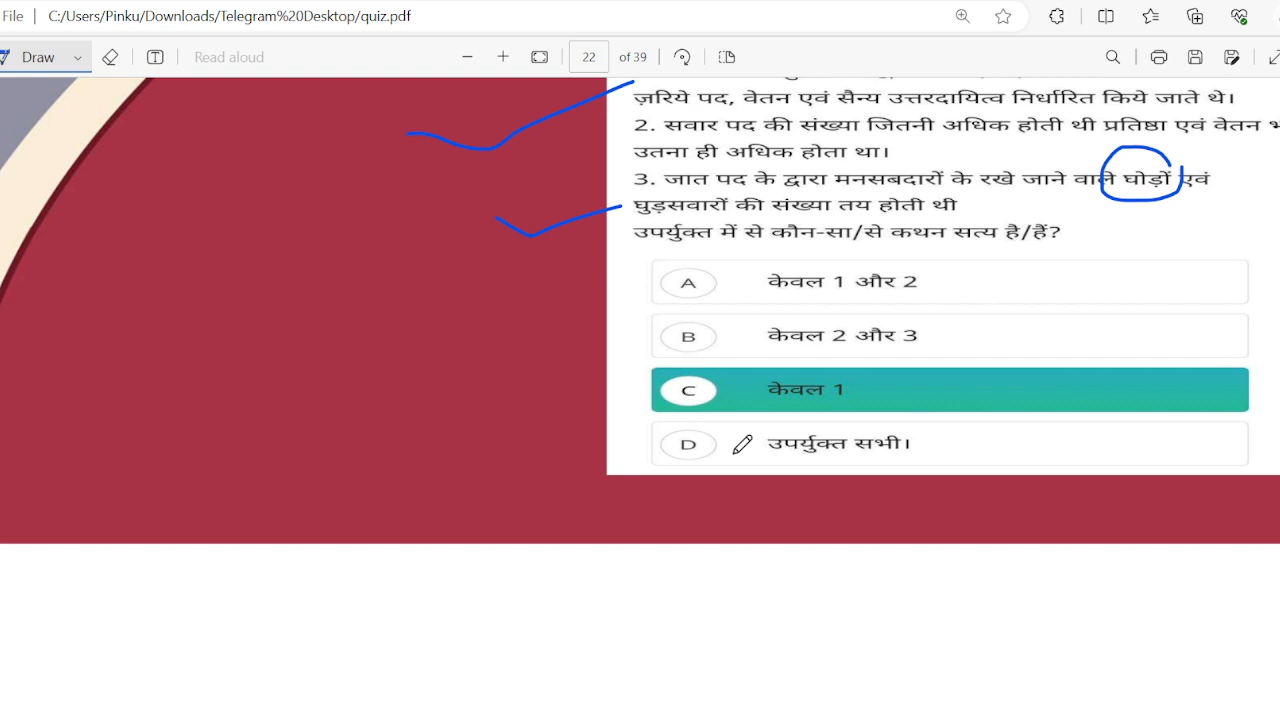 File | C:/Users/Pinku/Downloads/Telegram%20Desktop/quiz.pdf
Draw Read aloud 22 of 39
ज़रिये पद, वेतन एवं सैन्य उत्तरदायित्व निर्धारित किये जाते थे।
2. सवार पद की संख्या जितनी अधिक होती थी प्रतिष्ठा एवं वेतन
उतना ही अधिक होता था।
3. जात पद के द्वारा मनसबदारों के रखे जाने वाले घोड़ों एवं
घुड़सवारों की संख्या तय होती थी
उपर्युक्त में से कौन-सा/से कथन सत्य है/हैं?
A केवल 1 और 2
B केवल 2 और 3
C केवल 1
D उपर्युक्त सभी।